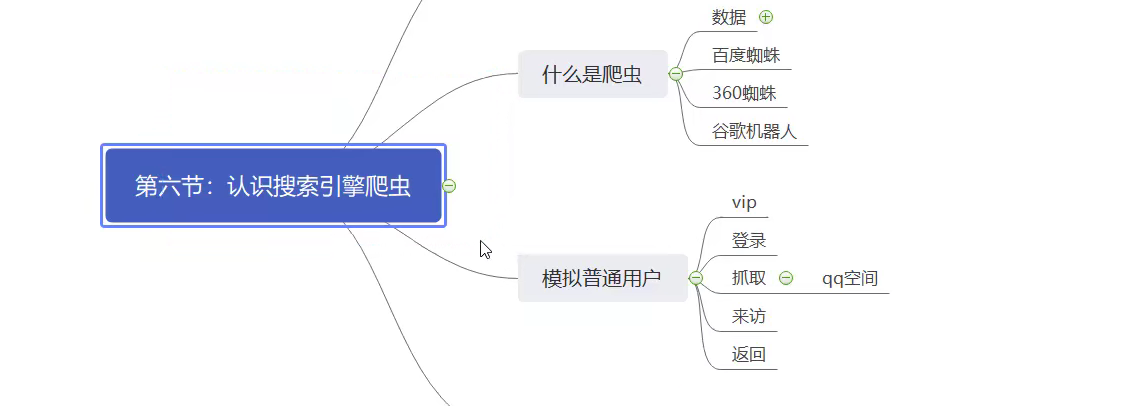 第六节：认识搜索引擎爬虫
什么是爬虫
数据
百度蜘蛛
360蜘蛛
谷歌机器人
模拟普通用户
vip
登录
抓取
qq空间
来访
返回